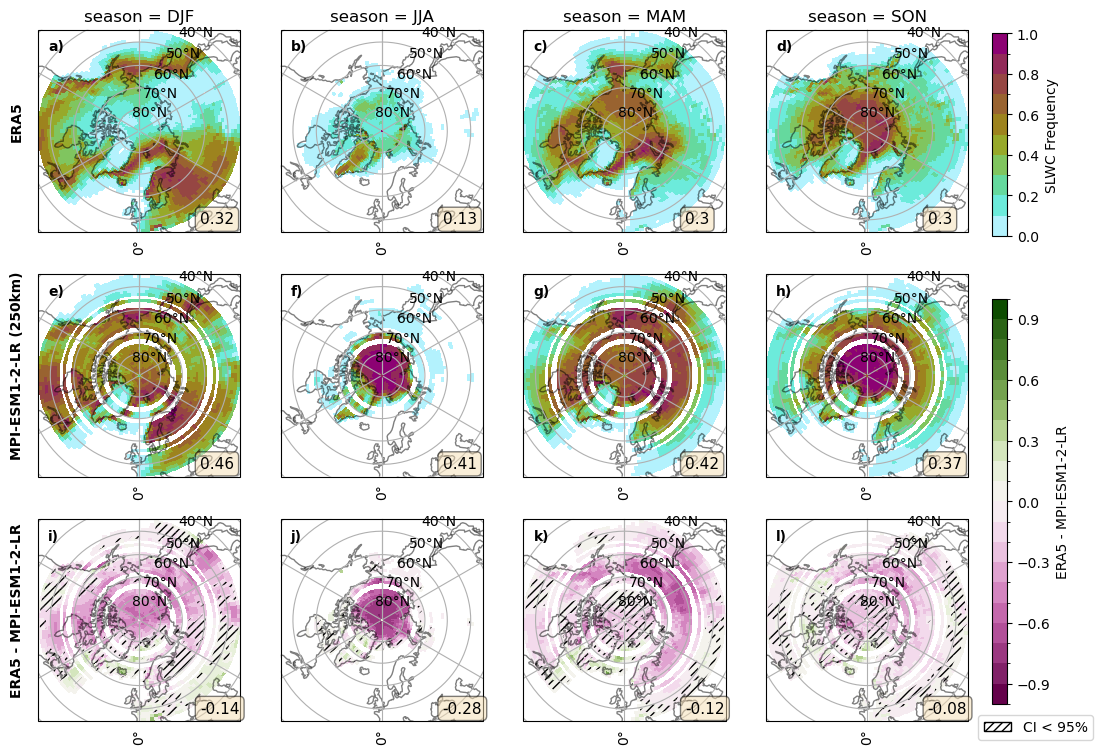 season = DJF
season = JJA
season = MAM
season = SON
ERA5
a)
40°N
50°N
60°N
70°N
80°N
0.32
0°
b)
40°N
50°N
60°N
70°N
80°N
0.13
0°
c)
40°N
50°N
60°N
70°N
80°N
0.3
0°
d)
40°N
50°N
60°N
70°N
80°N
0.3
0°
1.0
0.8
0.6
0.4
0.2
0.0
SLWC Frequency
MPI-ESM1-2-LR (250km)
e)
40°N
50°N
60°N
70°N
80°N
0.46
0°
f)
40°N
50°N
60°N
70°N
80°N
0.41
0°
g)
40°N
50°N
60°N
70°N
80°N
0.42
0°
h)
40°N
50°N
60°N
70°N
80°N
0.37
0°
ERA5 - MPI-ESM1-2-LR
i)
40°N
50°N
60°N
70°N
80°N
-0.14
0°
j)
40°N
50°N
60°N
70°N
80°N
-0.28
0°
k)
40°N
50°N
60°N
70°N
80°N
-0.12
0°
l)
40°N
50°N
60°N
70°N
80°N
-0.08
0°
0.9
0.6
0.3
0.0
−0.3
−0.6
−0.9
ERA5 - MPI-ESM1-2-LR
CI < 95%